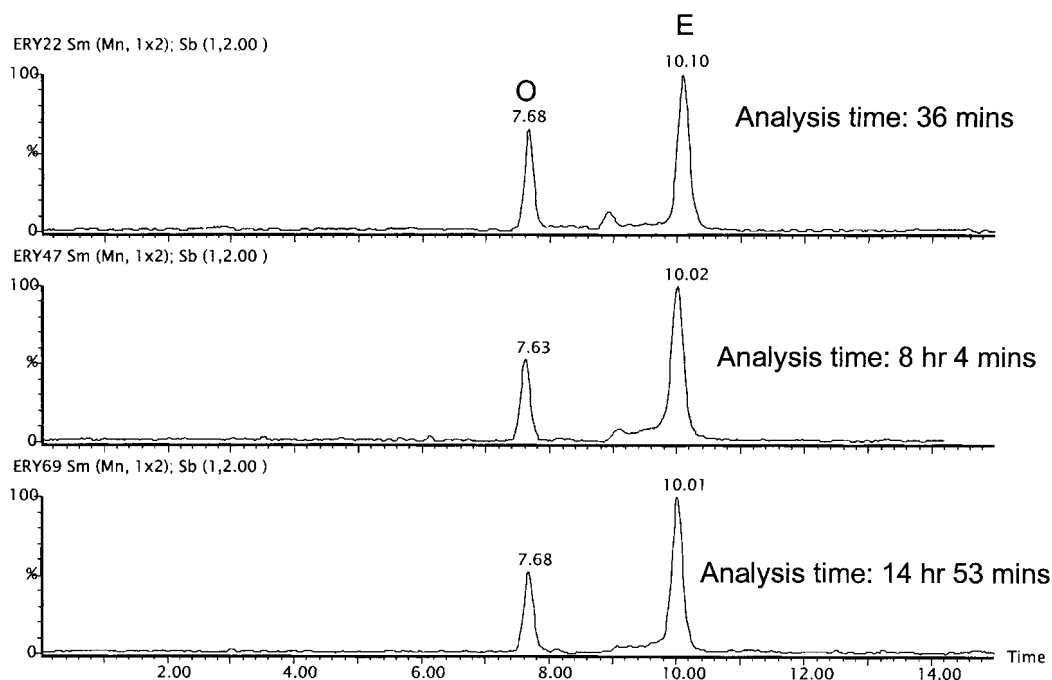 E
ERY22 Sm (Mn, 1x2); Sb (1,2.00 )
10.10
100
O
7.68
Analysis time: 36 mins
%
0
ERY47 Sm (Mn, 1x2); Sb (1,2.00 )
10.02
100
7.63
Analysis time: 8 hr 4 mins
%
0
ERY69 Sm (Mn, 1x2); Sb (1,2.00 )
10.01
100
7.68
Analysis time: 14 hr 53 mins
%
0
2.00 4.00 6.00 8.00 10.00 12.00 14.00 Time